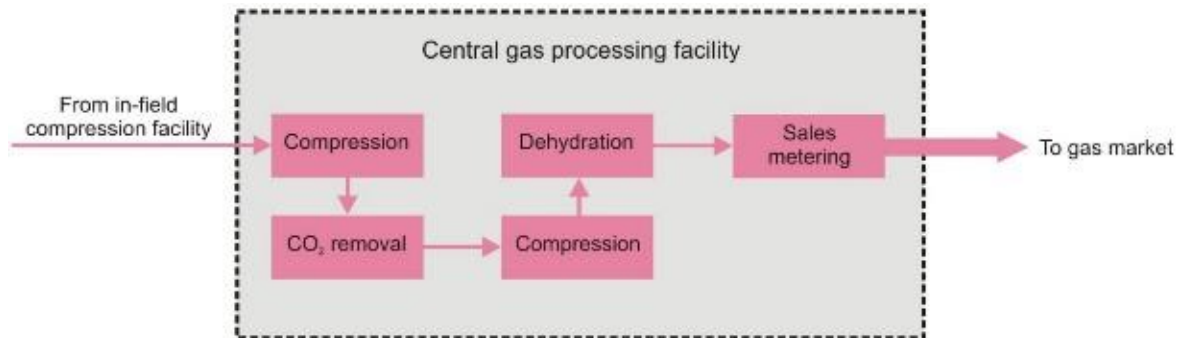 Central gas processing facility
From in-field
compression facility
Compression
CO₂ removal
Compression
Dehydration
Sales
metering
To gas market